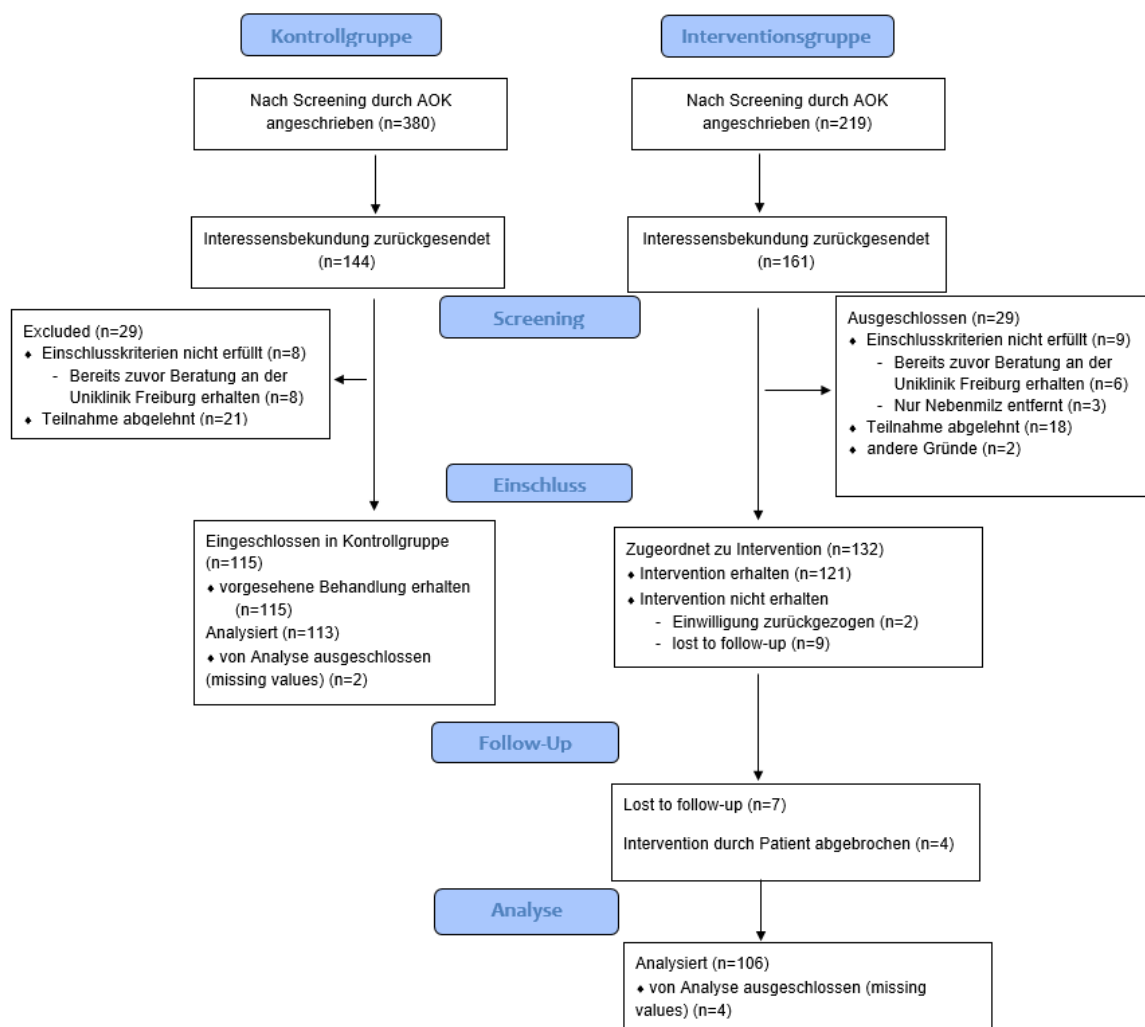 Kontrollgruppe
Interventionsgruppe
Nach Screening durch AOK
angeschrieben (n=380)
Nach Screening durch AOK
angeschrieben (n=219)
Interessensbekundung zurückgesendet
(n=144)
Interessensbekundung zurückgesendet
(n=161)
Screening
Excluded (n=29)
⬧ Einschlusskriterien nicht erfüllt (n=8)
- Bereits zuvor Beratung an der
Uniklinik Freiburg erhalten (n=8)
⬧ Teilnahme abgelehnt (n=21)
Ausgeschlossen (n=29)
⬧ Einschlusskriterien nicht erfüllt (n=9)
- Bereits zuvor Beratung an der
Uniklinik Freiburg erhalten (n=6)
- Nur Nebenmilz entfernt (n=3)
⬧ Teilnahme abgelehnt (n=18)
⬧ andere Gründe (n=2)
Einschluss
Eingeschlossen in Kontrollgruppe
(n=115)
⬧ vorgesehene Behandlung erhalten
(n=115)
Analysiert (n=113)
⬧ von Analyse ausgeschlossen
(missing values) (n=2)
Zugeordnet zu Intervention (n=132)
⬧ Intervention erhalten (n=121)
⬧ Intervention nicht erhalten
- Einwilligung zurückgezogen (n=2)
- lost to follow-up (n=9)
Follow-Up
Lost to follow-up (n=7)
Intervention durch Patient abgebrochen (n=4)
Analyse
Analysiert (n=106)
⬧ von Analyse ausgeschlossen (missing
values) (n=4)